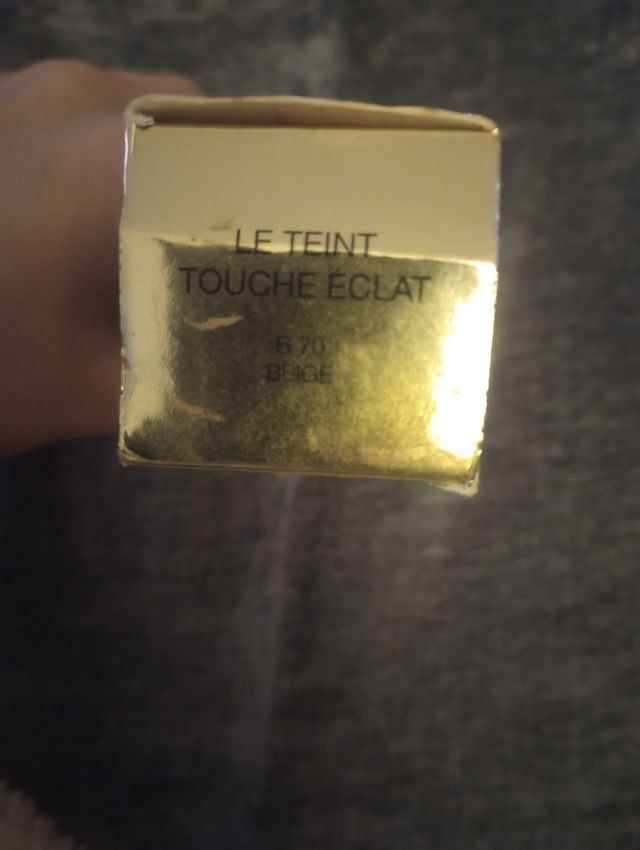 LE TEINT
TOUCHE ÉCLAT
B 70
BEIGE